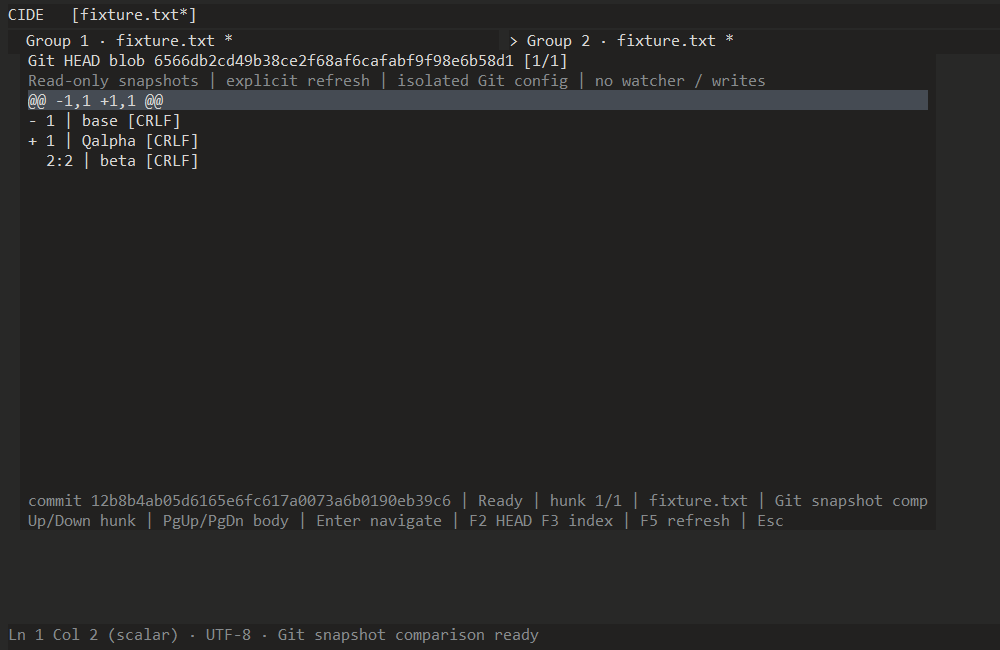 CIDE [fixture.txt*]
Group 1 · fixture.txt * > Group 2 · fixture.txt *
Git HEAD blob 6566db2cd49b38ce2f68af6cafabf9f98e6b58d1 [1/1]
Read-only snapshots | explicit refresh | isolated Git config | no watcher / writes
@@ -1,1 +1,1 @@
- 1 | base [CRLF]
+ 1 | Qalpha [CRLF]
2:2 | beta [CRLF]
commit 12b8b4ab05d6165e6fc617a0073a6b0190eb39c6 | Ready | hunk 1/1 | fixture.txt | Git snapshot comp
Up/Down hunk | PgUp/PgDn body | Enter navigate | F2 HEAD F3 index | F5 refresh | Esc
Ln 1 Col 2 (scalar) · UTF-8 · Git snapshot comparison ready